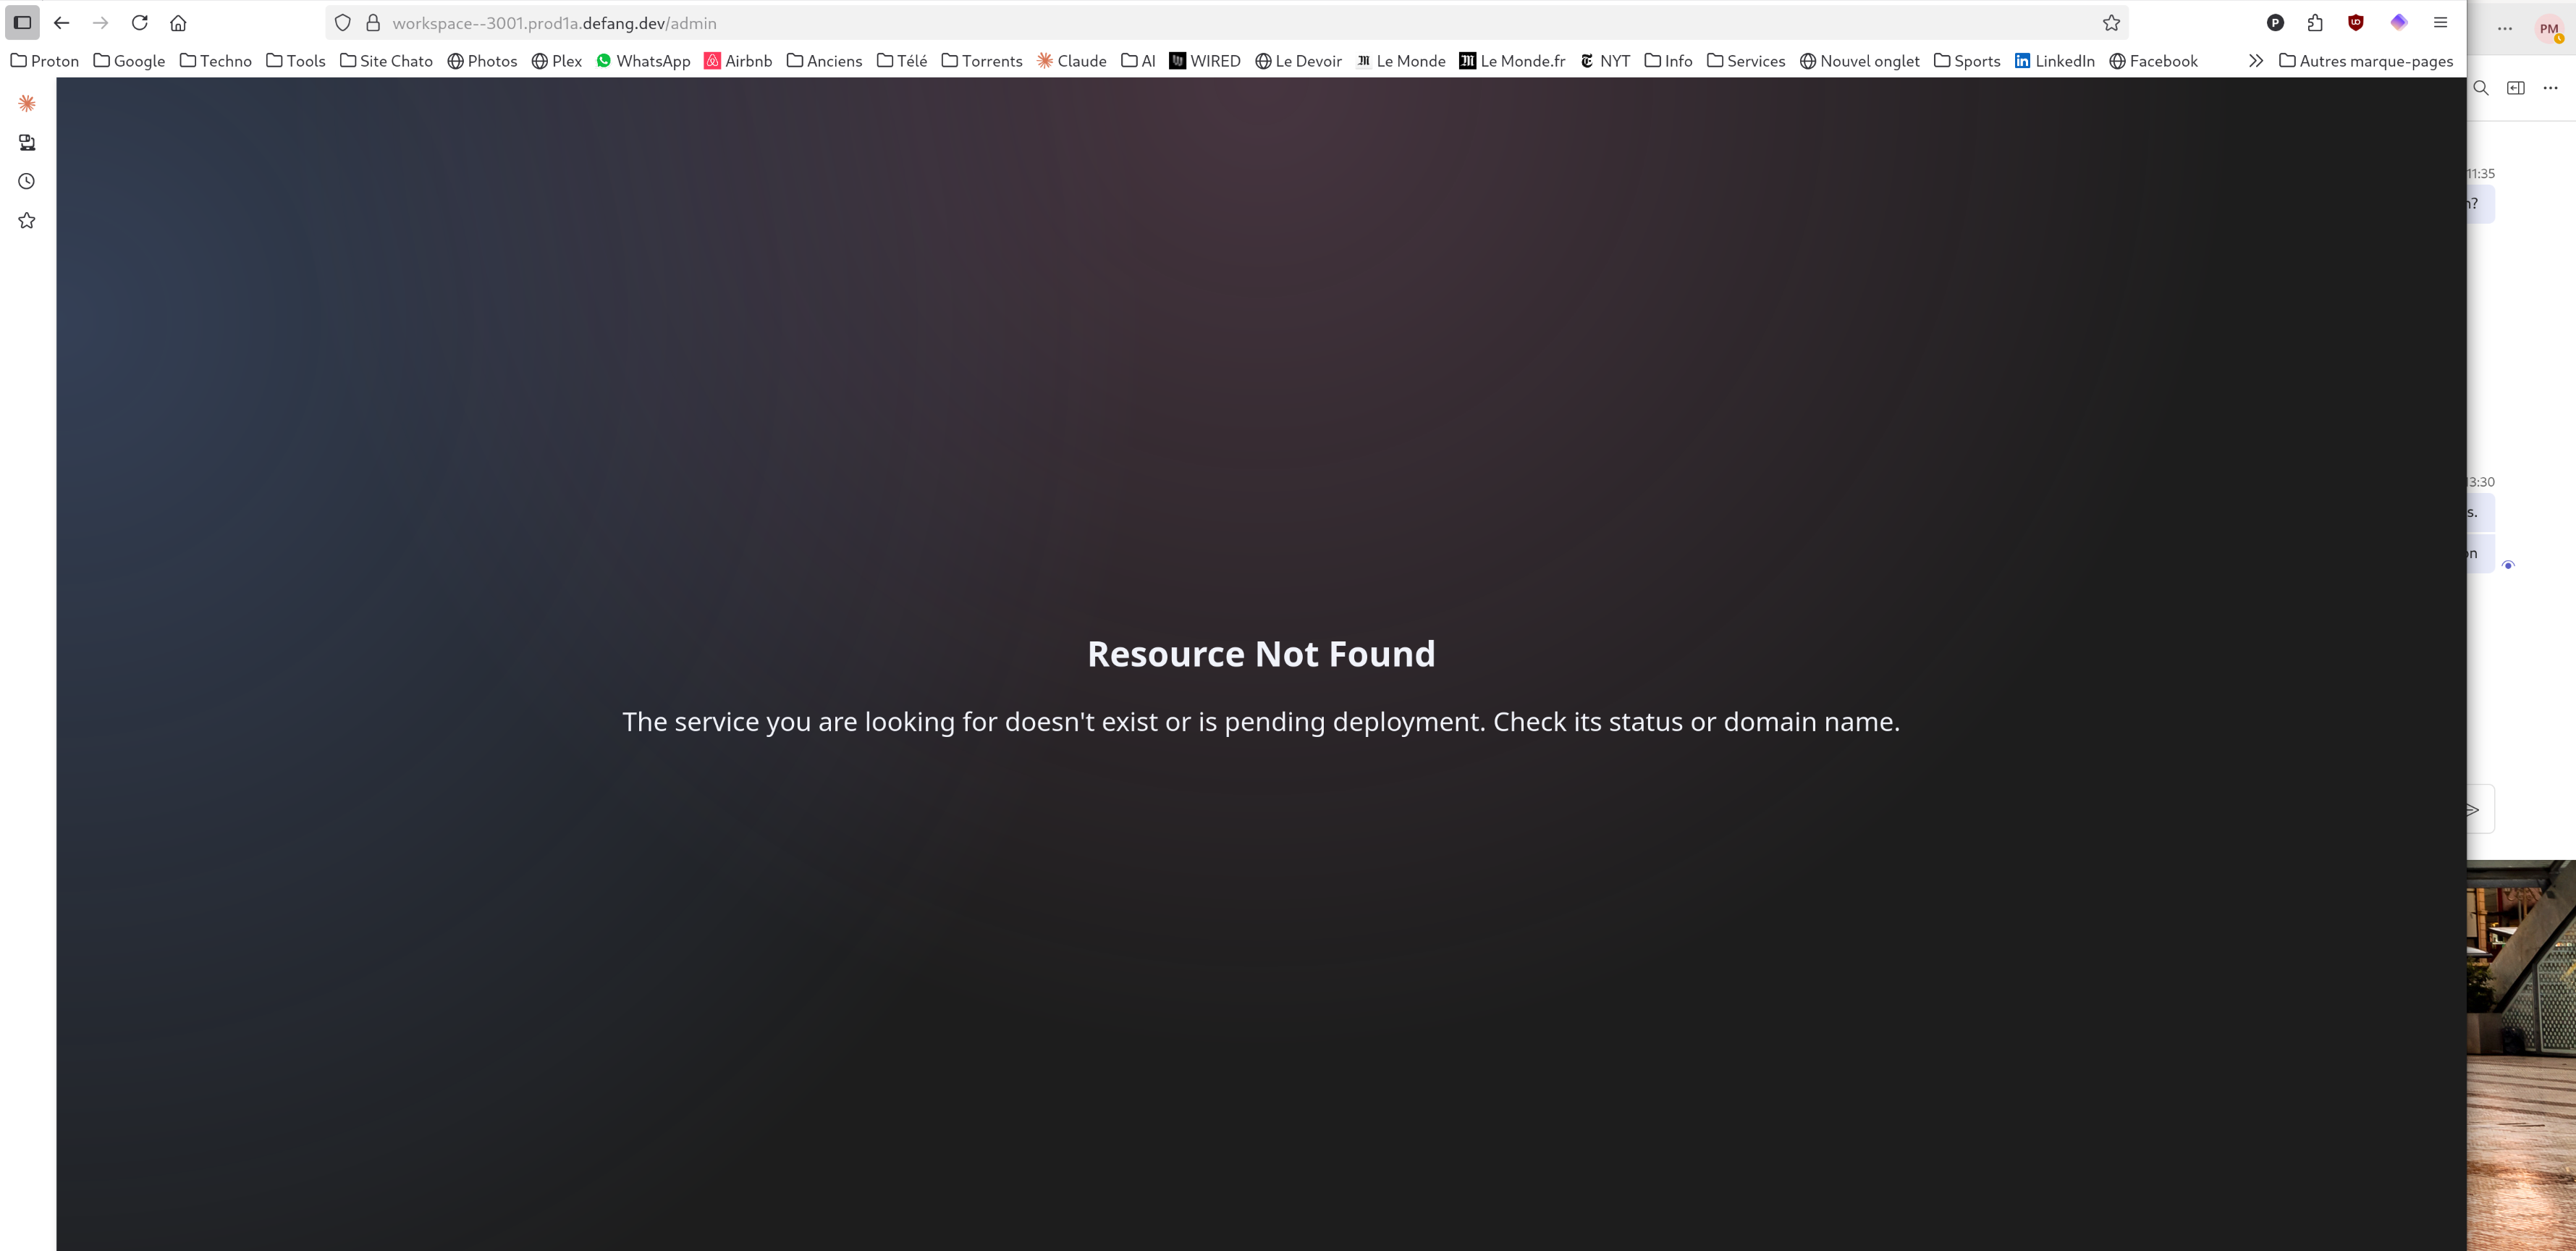 workspace--3001.prod1a.defang.dev/admin
PM
Proton Google Techno Tools Site Chato Photos Plex WhatsApp Airbnb Anciens Télé Torrents Claude AI WIRED Le Devoir Le Monde Le Monde.fr NYT Info Services Nouvel onglet Sports LinkedIn Facebook Autres marque-pages
11:35
?
13:30
s.
on
Resource Not Found
The service you are looking for doesn't exist or is pending deployment. Check its status or domain name.